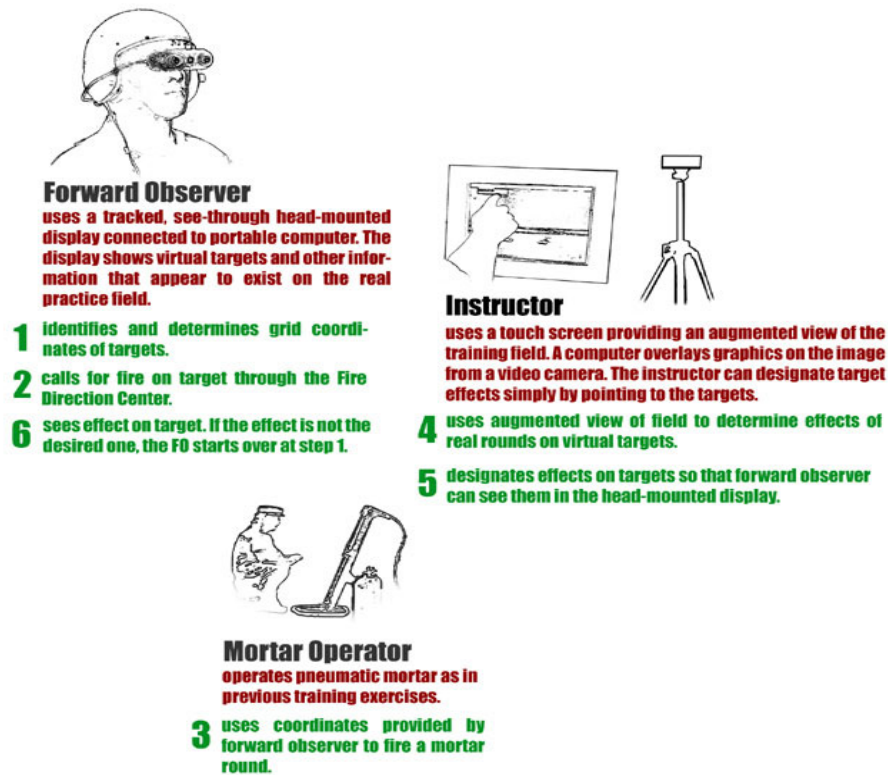 Forward Observer
uses a tracked, see-through head-mounted
display connected to portable computer. The
display shows virtual targets and other infor-
mation that appear to exist on the real
practice field.
1 identifies and determines grid coordi-
nates of targets.
2 calls for fire on target through the Fire
Direction Center.
6 sees effect on target. If the effect is not the
desired one, the FO starts over at step 1.
Instructor
uses a touch screen providing an augmented view of the
training field. A computer overlays graphics on the image
from a video camera. The instructor can designate target
effects simply by pointing to the targets.
4 uses augmented view of field to determine effects of
real rounds on virtual targets.
5 designates effects on targets so that forward observer
can see them in the head-mounted display.
Mortar Operator
operates pneumatic mortar as in
previous training exercises.
3 uses coordinates provided by
forward observer to fire a mortar
round.